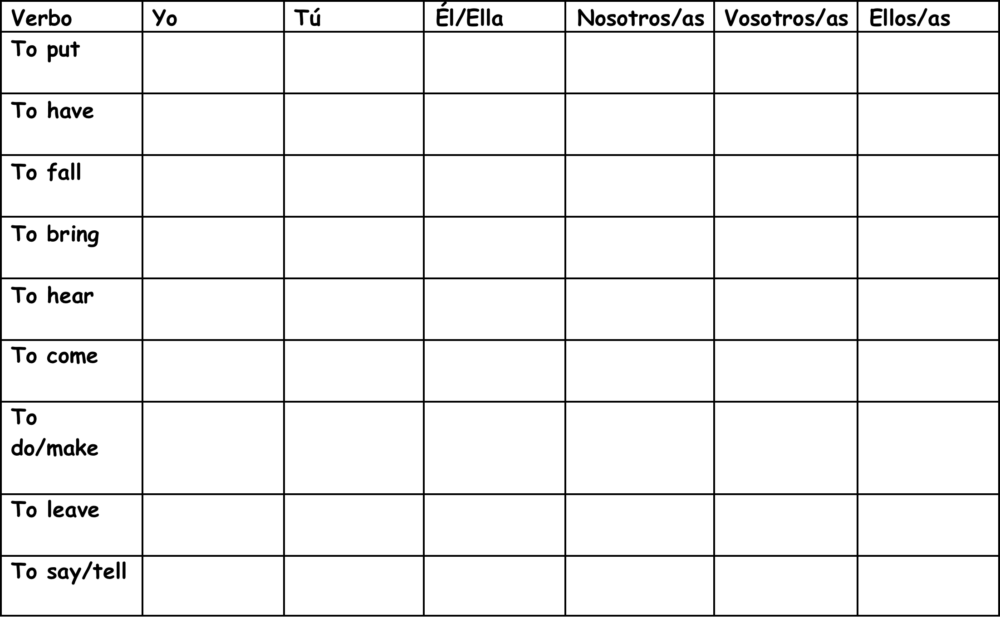 Verbo Yo Tú Él/Ella Nosotros/as Vosotros/as Ellos/as
To put
To have
To fall
To bring
To hear
To come
To
do/make
To leave
To say/tell